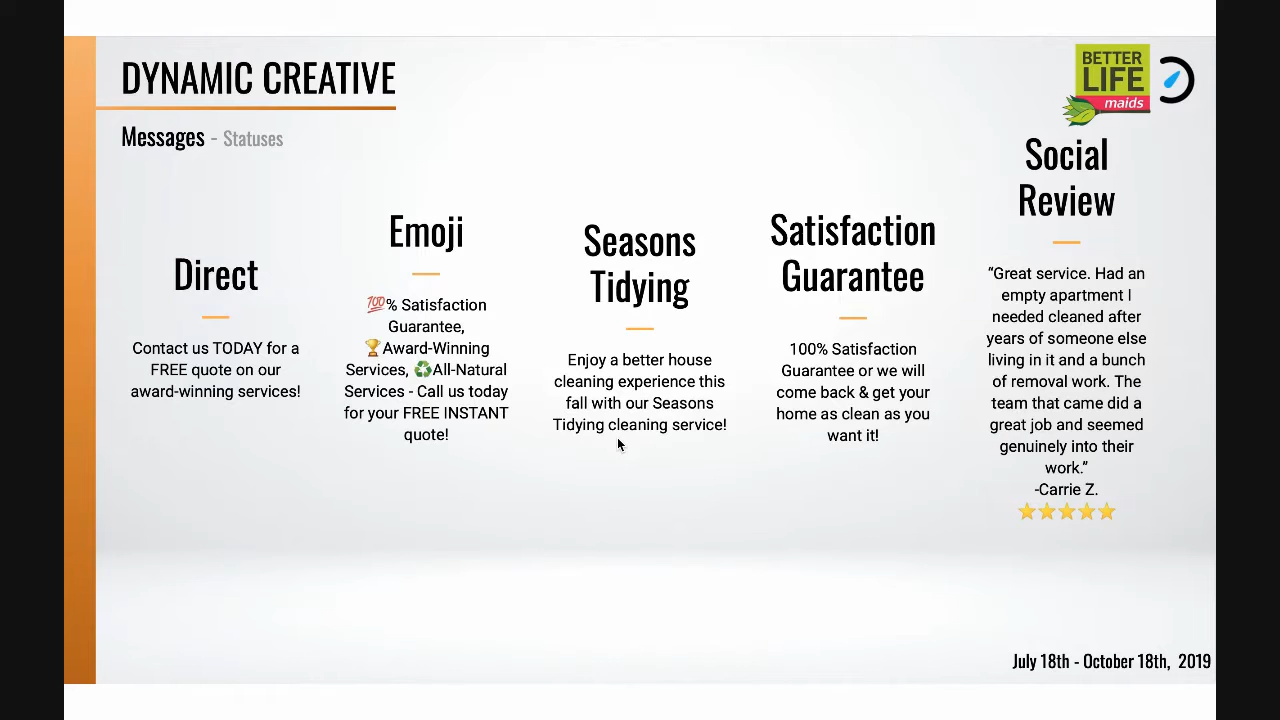 DYNAMIC CREATIVE
BETTER
LIFE
maids
Messages - Statuses
Direct
Contact us TODAY for a
FREE quote on our
award-winning services!
Emoji
💯% Satisfaction
Guarantee,
🏆Award-Winning
Services, ♻️All-Natural
Services - Call us today
for your FREE INSTANT
quote!
Seasons
Tidying
Enjoy a better house
cleaning experience this
fall with our Seasons
Tidying cleaning service!
Satisfaction
Guarantee
100% Satisfaction
Guarantee or we will
come back & get your
home as clean as you
want it!
Social
Review
“Great service. Had an
empty apartment I
needed cleaned after
years of someone else
living in it and a bunch
of removal work. The
team that came did a
great job and seemed
genuinely into their
work.”
-Carrie Z.
⭐⭐⭐⭐⭐
July 18th - October 18th, 2019